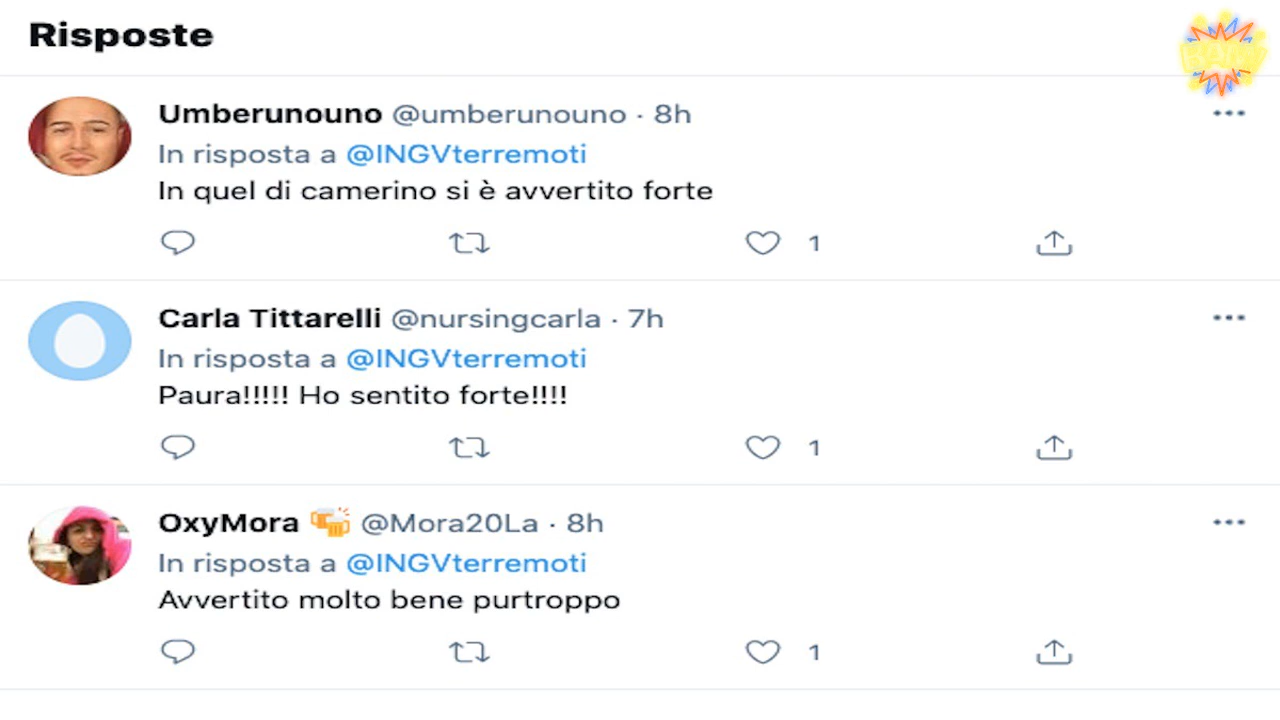 Risposte
BAM
Umberunouno @umberunouno · 8h
In risposta a @INGVterremoti
In quel di camerino si è avvertito forte
1
Carla Tittarelli @nursingcarla · 7h
In risposta a @INGVterremoti
Paura!!!!! Ho sentito forte!!!!
1
OxyMora 🍻 @Mora20La · 8h
In risposta a @INGVterremoti
Avvertito molto bene purtroppo
1